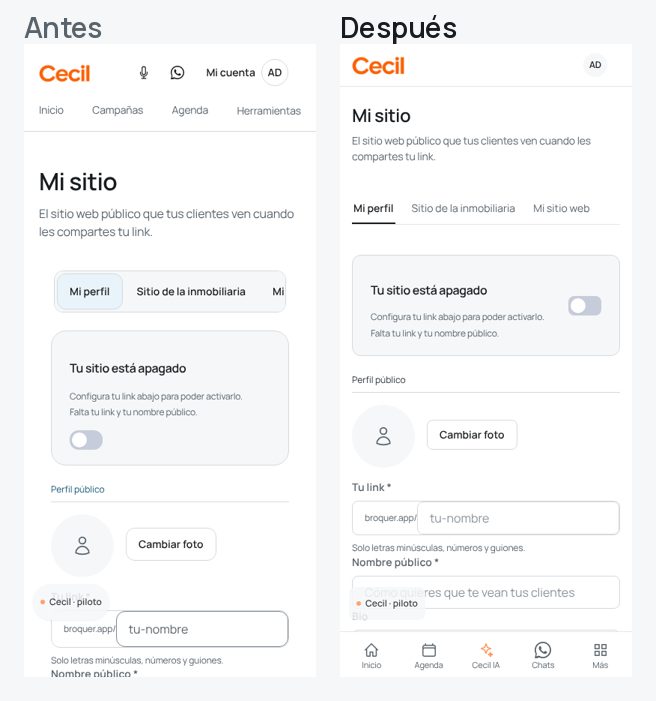 Antes
Cecil
Mi cuenta
AD
Inicio
Campañas
Agenda
Herramientas
Mi sitio
El sitio web público que tus clientes ven cuando
les compartes tu link.
Mi perfil
Sitio de la inmobiliaria
Mi
Tu sitio está apagado
Configura tu link abajo para poder activarlo.
Falta tu link y tu nombre público.
Perfil público
Cambiar foto
Tu link *
Cecil · piloto
broquer.app/
tu-nombre
Solo letras minúsculas, números y guiones.
Nombre público *
Después
Cecil
AD
Mi sitio
El sitio web público que tus clientes ven cuando les
compartes tu link.
Mi perfil
Sitio de la inmobiliaria
Mi sitio web
Tu sitio está apagado
Configura tu link abajo para poder activarlo.
Falta tu link y tu nombre público.
Perfil público
Cambiar foto
Tu link *
broquer.app/
tu-nombre
Solo letras minúsculas, números y guiones.
Nombre público *
Cómo quieres que te vean tus clientes
Cecil · piloto
Bio
Inicio
Agenda
Cecil IA
Chats
Más